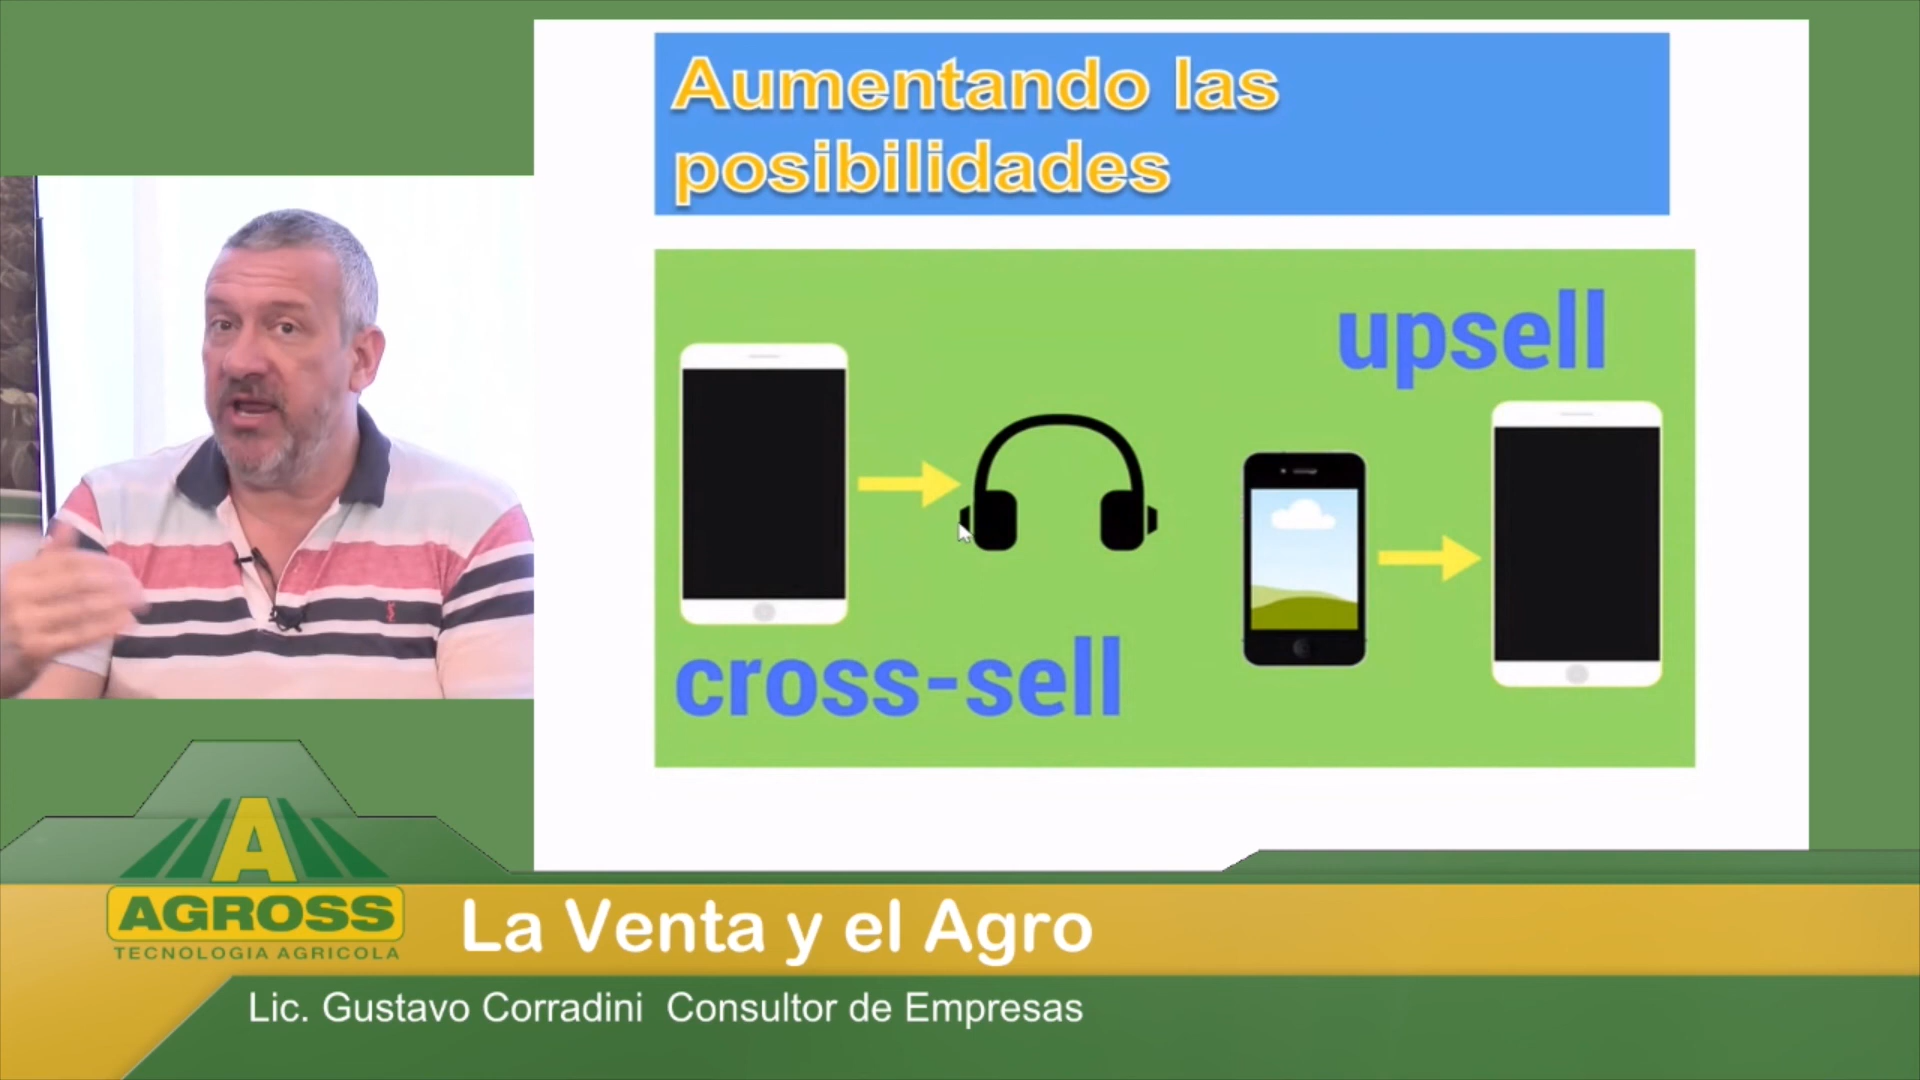 Aumentando las
posibilidades
upsell
cross-sell
A
AGROSS
TECNOLOGIA AGRICOLA
La Venta y el Agro
Lic. Gustavo Corradini Consultor de Empresas